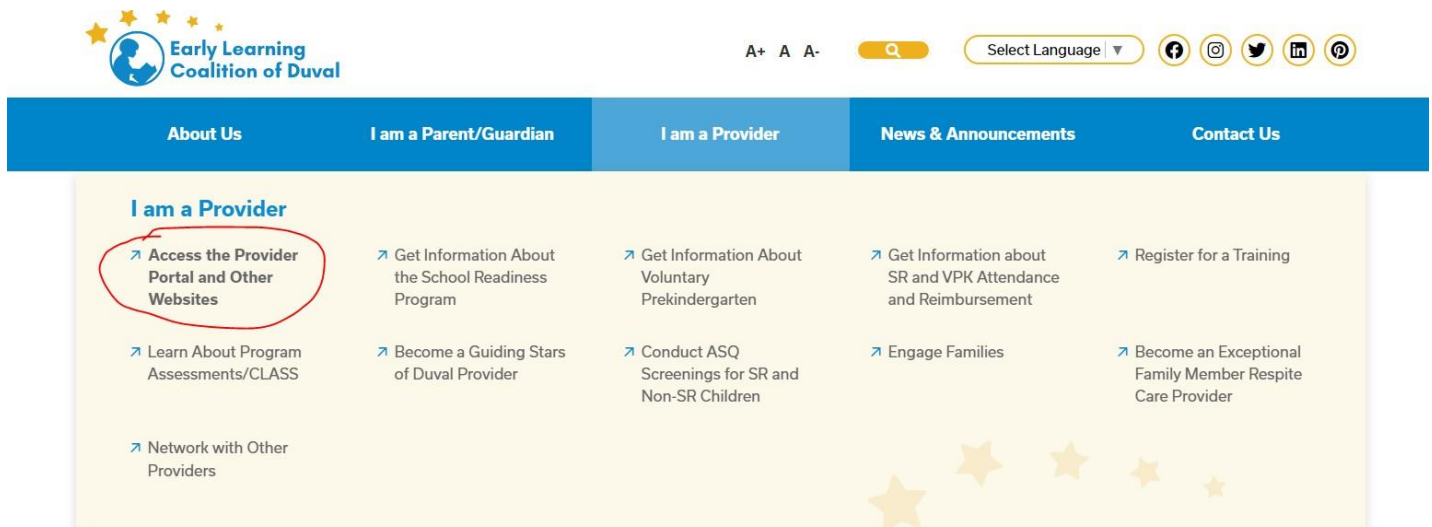 Early Learning
Coalition of Duval
A+ A A-
Select Language ▼
About Us
I am a Parent/Guardian
I am a Provider
News & Announcements
Contact Us
I am a Provider
Access the Provider
Portal and Other
Websites
Get Information About
the School Readiness
Program
Get Information About
Voluntary
Prekindergarten
Get Information about
SR and VPK Attendance
and Reimbursement
Register for a Training
Learn About Program
Assessments/CLASS
Become a Guiding Stars
of Duval Provider
Conduct ASQ
Screenings for SR and
Non-SR Children
Engage Families
Become an Exceptional
Family Member Respite
Care Provider
Network with Other
Providers